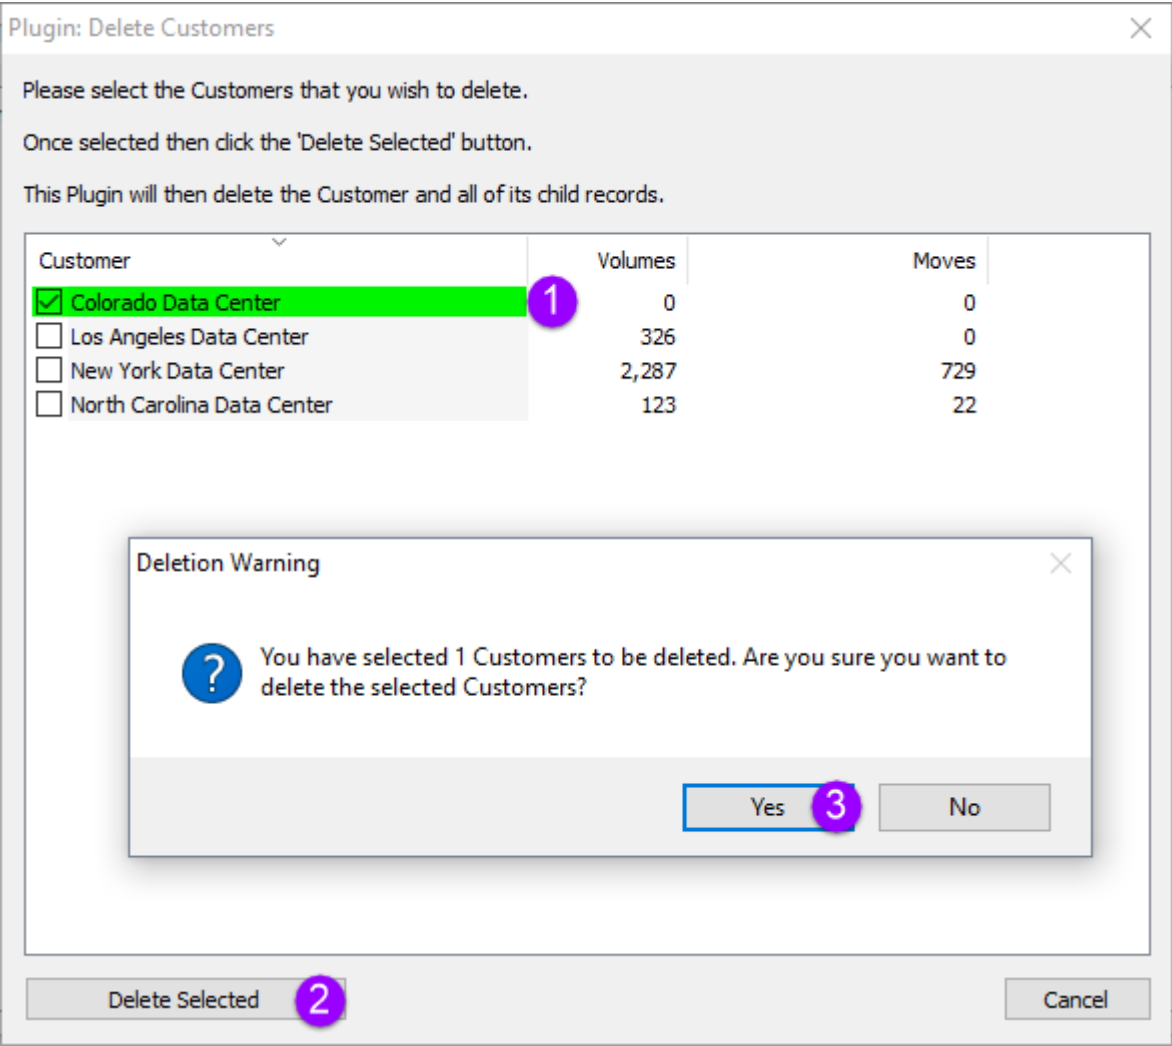 Plugin: Delete Customers
Please select the Customers that you wish to delete.
Once selected then click the 'Delete Selected' button.
This Plugin will then delete the Customer and all of its child records.
Customer Volumes Moves
Colorado Data Center 1 0 0
Los Angeles Data Center 326 0
New York Data Center 2,287 729
North Carolina Data Center 123 22
Deletion Warning
?
You have selected 1 Customers to be deleted. Are you sure you want to
delete the selected Customers?
Yes 3 No
Delete Selected 2 Cancel